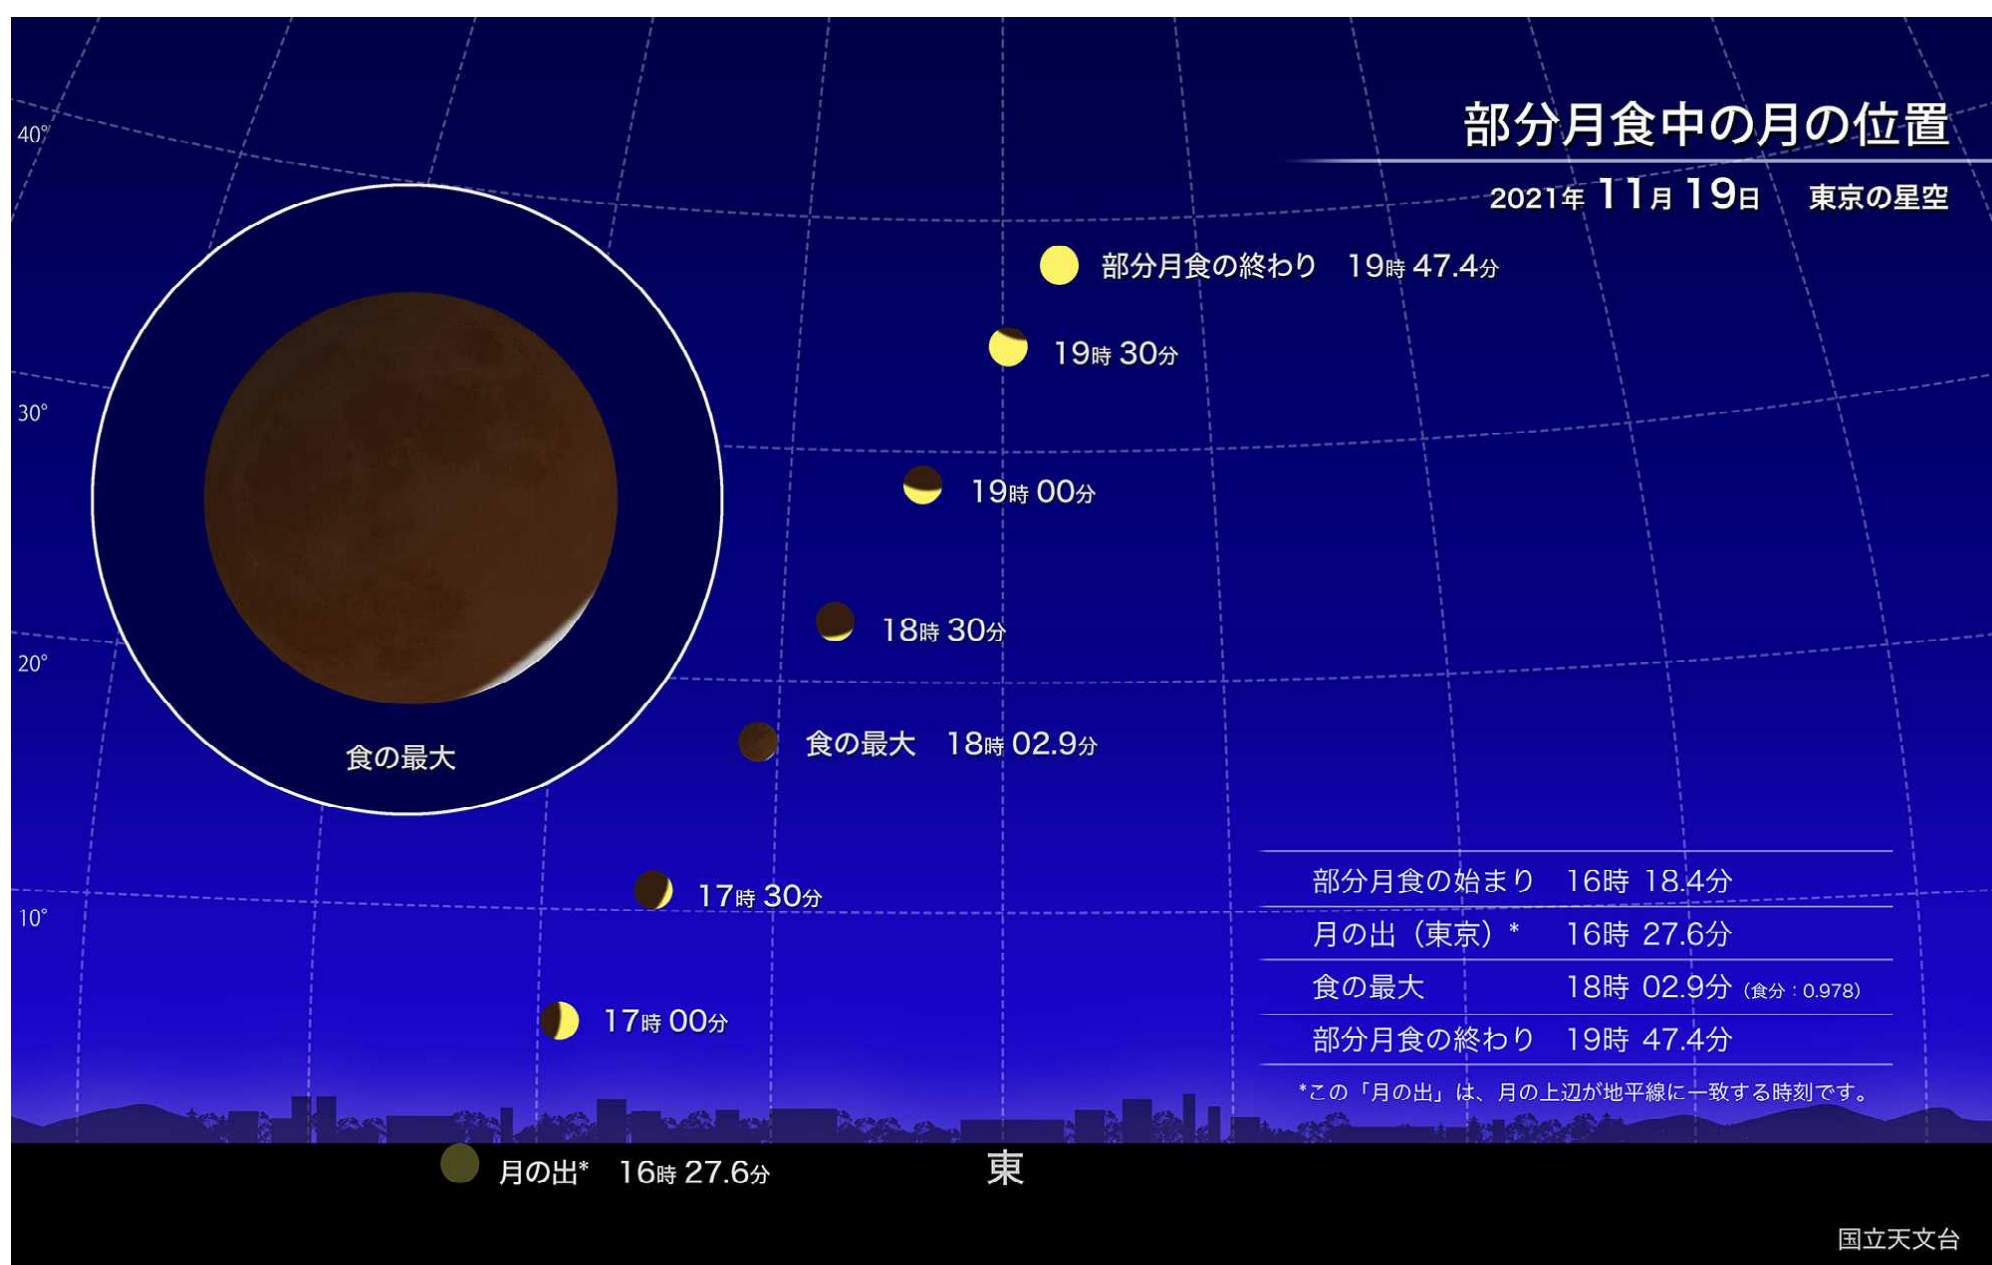 部分月食中の月の位置
2021年 11月 19日 東京の星空
40°
部分月食の終わり 19時 47.4分
19時 30分
30°
19時 00分
18時 30分
20°
食の最大 18時 02.9分
食の最大
17時 30分
10°
17時 00分
部分月食の始まり 16時 18.4分
月の出（東京）* 16時 27.6分
食の最大 18時 02.9分（食分：0.978）
部分月食の終わり 19時 47.4分
*この「月の出」は、月の上辺が地平線に一致する時刻です。
月の出* 16時 27.6分
東
国立天文台